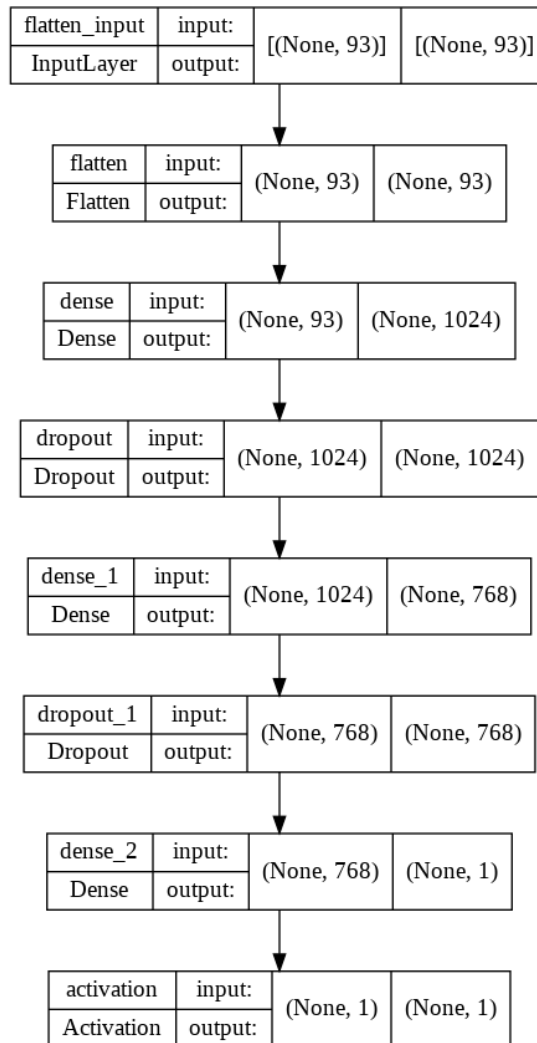 flatten_input input: [(None, 93)] [(None, 93)]
InputLayer output:
flatten input: (None, 93) (None, 93)
Flatten output:
dense input: (None, 93) (None, 1024)
Dense output:
dropout input: (None, 1024) (None, 1024)
Dropout output:
dense_1 input: (None, 1024) (None, 768)
Dense output:
dropout_1 input: (None, 768) (None, 768)
Dropout output:
dense_2 input: (None, 768) (None, 1)
Dense output:
activation input: (None, 1) (None, 1)
Activation output: